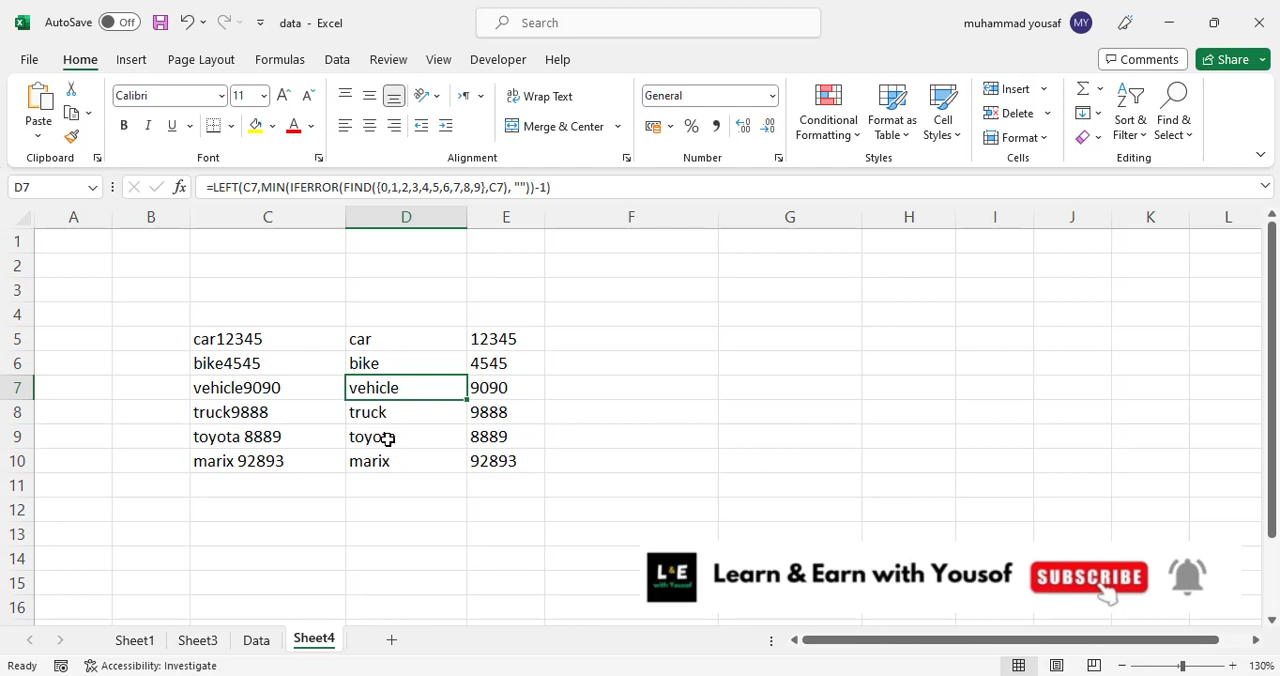 AutoSave Off data - Excel Search muhammad yousaf MY
File Home Insert Page Layout Formulas Data Review View Developer Help Comments Share
Paste Calibri 11 Wrap Text General Conditional Formatting Format as Table Cell Styles Insert Σ Sort & Filter Find & Select
B I U A Merge & Center % , Delete
Format
Clipboard Font Alignment Number Styles Cells Editing
D7 fx =LEFT(C7,MIN(IFERROR(FIND({0,1,2,3,4,5,6,7,8,9},C7), ""))-1)
A B C D E F G H I J K L
1
2
3
4
5 car12345 car 12345
6 bike4545 bike 4545
7 vehicle9090 vehicle 9090
8 truck9888 truck 9888
9 toyota 8889 8889
10 marix 92893 marix 92893
11
12
13
14 L&E with Yousof Learn & Earn with Yousof SUBSCRIBE
15
16
Sheet1 Sheet3 Data Sheet4
Ready Accessibility: Investigate 130%